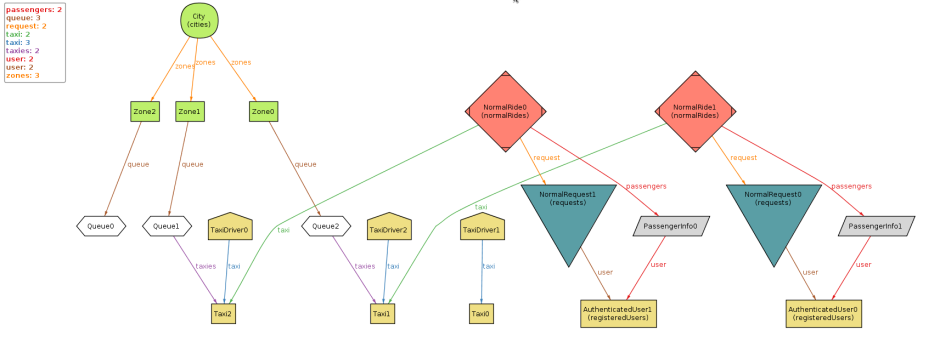 passengers: 2
queue: 3
request: 2
taxi: 2
taxi: 3
taxies: 2
user: 2
user: 2
zones: 3
City
(cities)
zones
zones
zones
Zone2
Zone1
Zone0
NormalRide0
(normalRides)
NormalRide1
(normalRides)
queue
queue
queue
request
passengers
request
passengers
taxi
taxi
Queue0
Queue1
TaxiDriver0
Queue2
TaxiDriver2
TaxiDriver1
NormalRequest1
(requests)
PassengerInfo0
NormalRequest0
(requests)
PassengerInfo1
taxies
taxi
taxies
taxi
taxi
user
user
user
user
Taxi2
Taxi1
Taxi0
AuthenticatedUser1
(registeredUsers)
AuthenticatedUser0
(registeredUsers)